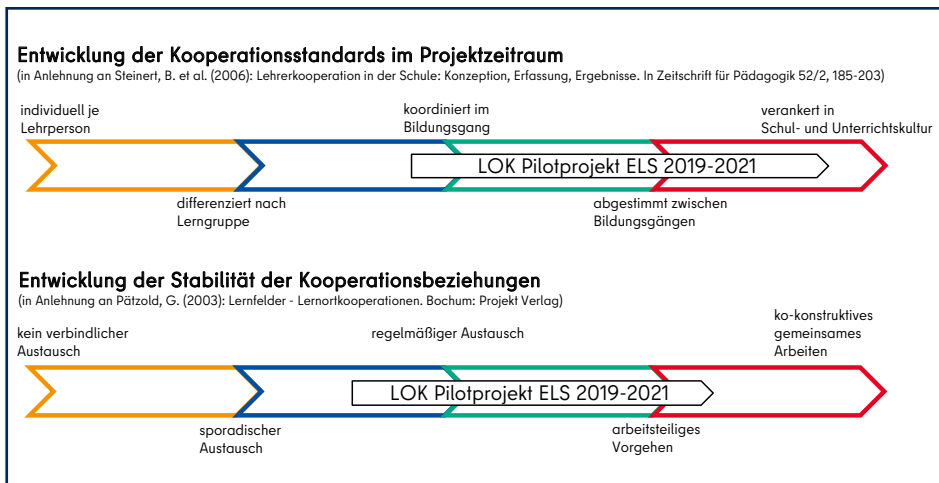 Entwicklung der Kooperationsstandards im Projektzeitraum
(in Anlehnung an Steinert, B. et al. (2006): Lehrerkooperation in der Schule: Konzeption, Erfassung, Ergebnisse. In Zeitschrift für Pädagogik 52/2, 185-203)
individuell je
Lehrperson
koordiniert im
Bildungsgang
verankert in
Schul- und Unterrichtskultur
LOK Pilotprojekt ELS 2019-2021
differenziert nach
Lerngruppe
abgestimmt zwischen
Bildungsgängen
Entwicklung der Stabilität der Kooperationsbeziehungen
(in Anlehnung an Pätzold, G. (2003): Lernfelder - Lernortkooperationen. Bochum: Projekt Verlag)
kein verbindlicher
Austausch
regelmäßiger Austausch
ko-konstruktives
gemeinsames
Arbeiten
LOK Pilotprojekt ELS 2019-2021
sporadischer
Austausch
arbeitsteiliges
Vorgehen